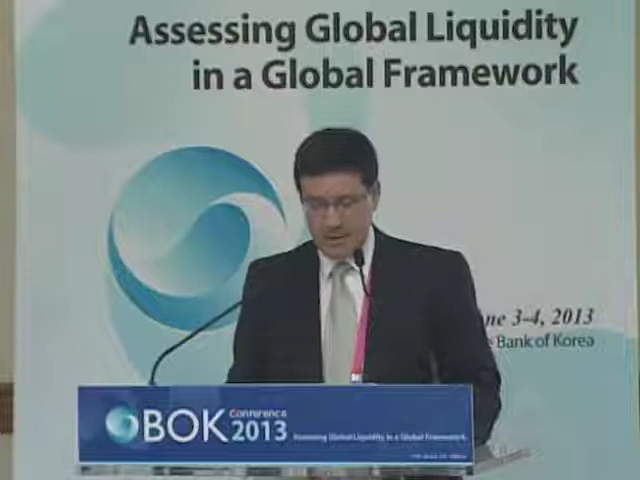 Assessing Global Liquidity
in a Global Framework
ne 3-4, 2013
Bank of Korea
BOK Conference 2013
Assessing Global Liquidity in a Global Framework